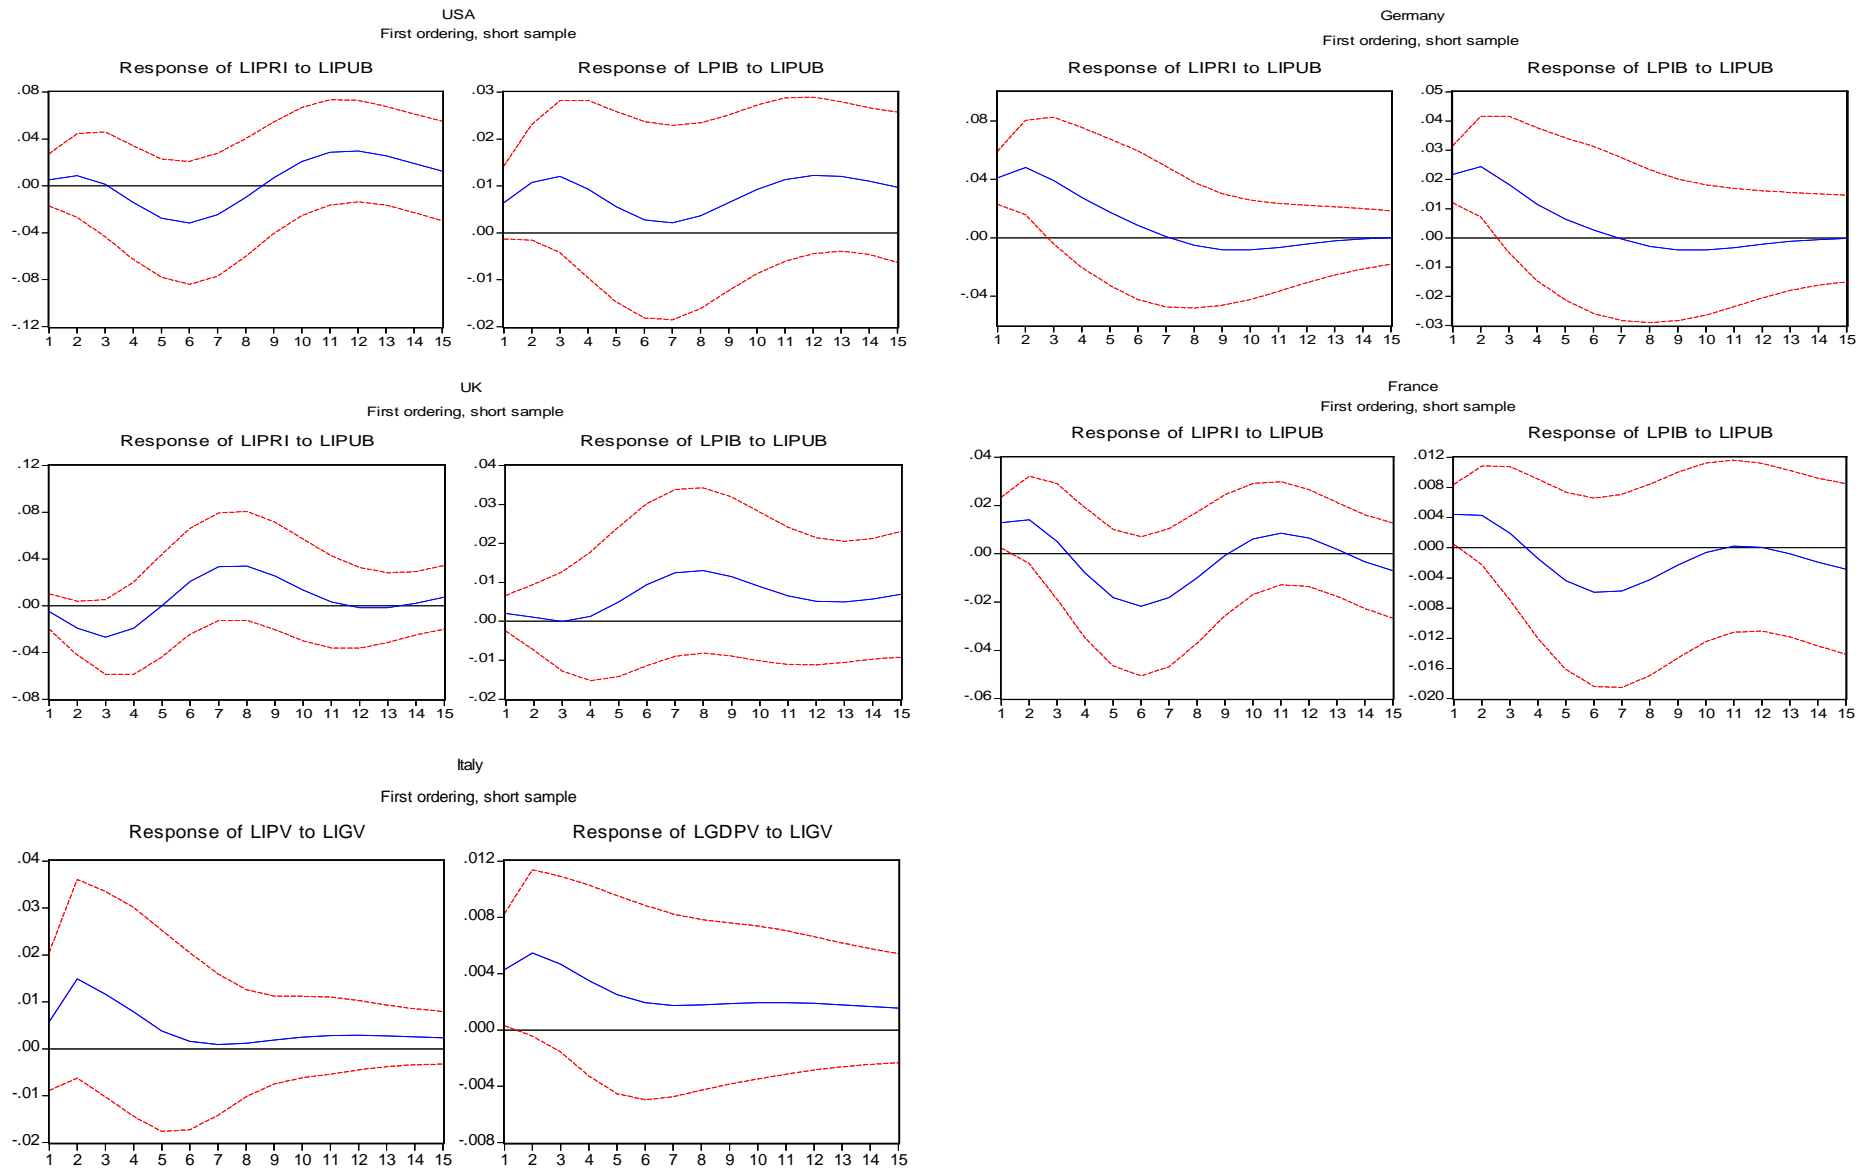 USA
First ordering, short sample
Response of LIPRI to LIPUB
.08
.04
.00
-.04
-.08
-.12
1 2 3 4 5 6 7 8 9 10 11 12 13 14 15
Response of LPIB to LIPUB
.03
.02
.01
.00
-.01
-.02
1 2 3 4 5 6 7 8 9 10 11 12 13 14 15
Germany
First ordering, short sample
Response of LIPRI to LIPUB
.08
.04
.00
-.04
1 2 3 4 5 6 7 8 9 10 11 12 13 14 15
Response of LPIB to LIPUB
.05
.04
.03
.02
.01
.00
-.01
-.02
-.03
1 2 3 4 5 6 7 8 9 10 11 12 13 14 15
UK
First ordering, short sample
Response of LIPRI to LIPUB
.12
.08
.04
.00
-.04
-.08
1 2 3 4 5 6 7 8 9 10 11 12 13 14 15
Response of LPIB to LIPUB
.04
.03
.02
.01
.00
-.01
-.02
1 2 3 4 5 6 7 8 9 10 11 12 13 14 15
France
First ordering, short sample
Response of LIPRI to LIPUB
.04
.02
.00
-.02
-.04
-.06
1 2 3 4 5 6 7 8 9 10 11 12 13 14 15
Response of LPIB to LIPUB
.012
.008
.004
.000
-.004
-.008
-.012
-.016
-.020
1 2 3 4 5 6 7 8 9 10 11 12 13 14 15
Italy
First ordering, short sample
Response of LIPV to LIGV
.04
.03
.02
.01
.00
-.01
-.02
1 2 3 4 5 6 7 8 9 10 11 12 13 14 15
Response of LGDPV to LIGV
.012
.008
.004
.000
-.004
-.008
1 2 3 4 5 6 7 8 9 10 11 12 13 14 15